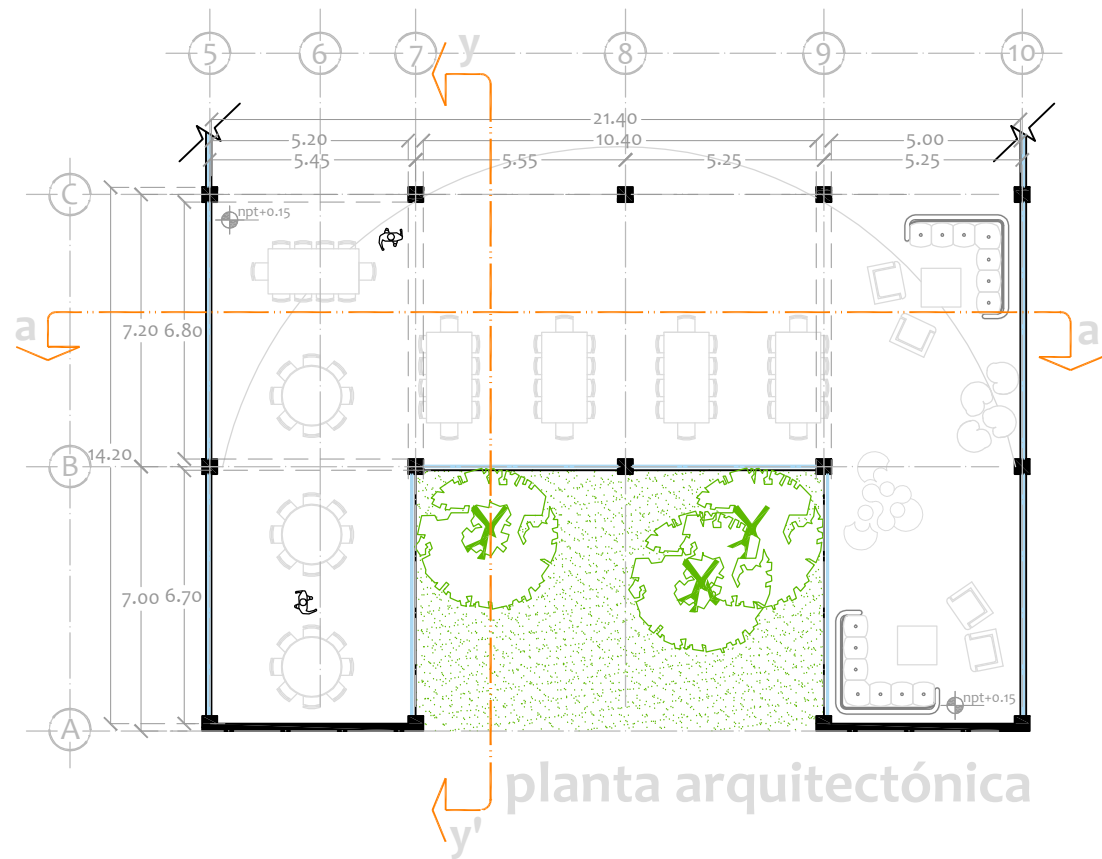 5 6 7 8 9 10
y
21.40
5.20 10.40 5.00
5.45 5.55 5.25 5.25
C
npt+0.15
a a
7.20 6.80
14.20
B
7.00 6.70
npt+0.15
A
planta arquitectónica
y'